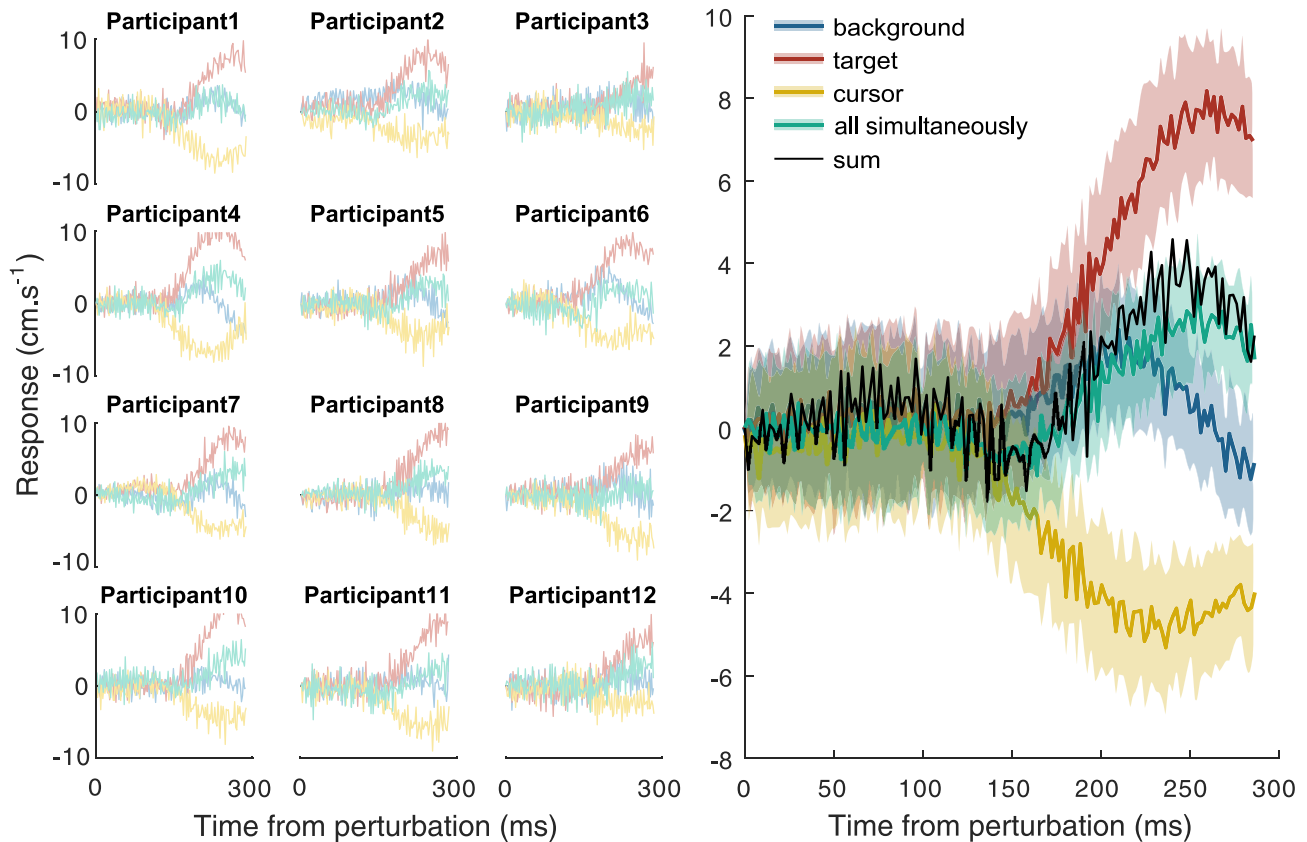 Participant1
Participant2
Participant3
10
0
-10
Participant4
Participant5
Participant6
10
0
-10
Participant7
Participant8
Participant9
10
0
-10
Participant10
Participant11
Participant12
10
0
-10
0
300
0
300
0
300
Response (cm.s⁻¹)
Time from perturbation (ms)
10
8
6
4
2
0
-2
-4
-6
-8
background
target
cursor
all simultaneously
sum
0
50
100
150
200
250
300
Time from perturbation (ms)